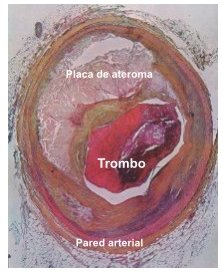 Placa de ateroma
Trombo
Pared arterial